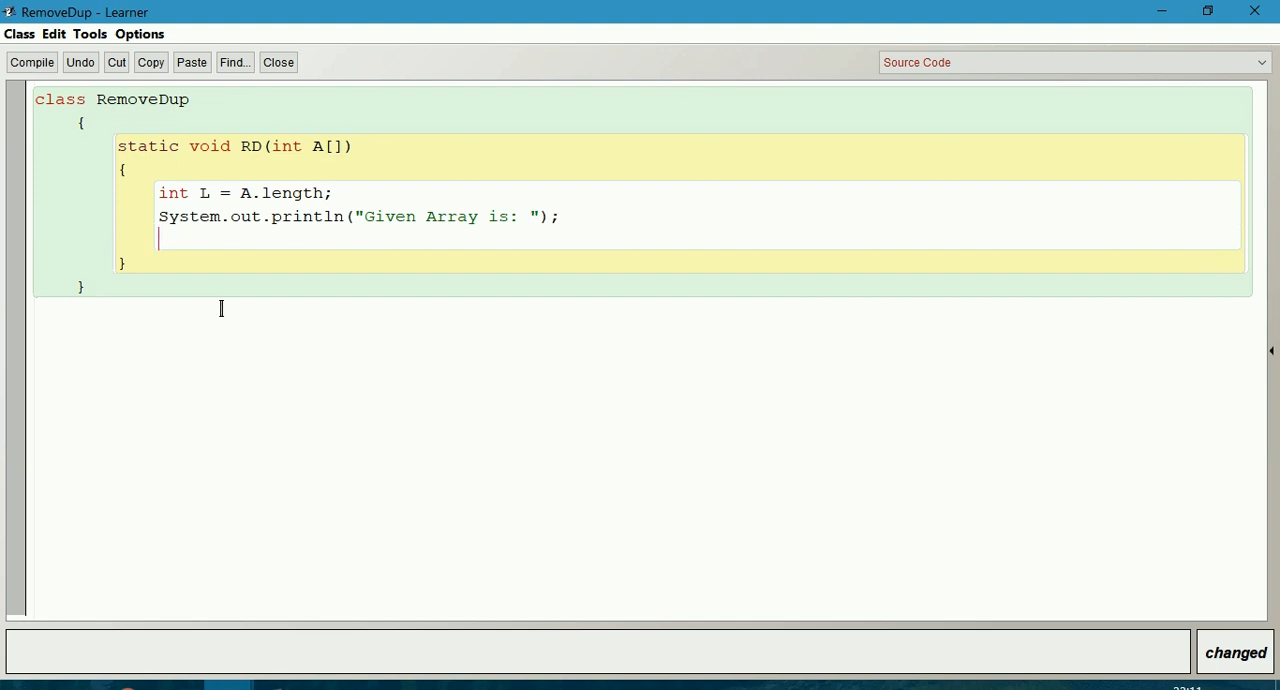 RemoveDup - Learner
Class Edit Tools Options
Compile Undo Cut Copy Paste Find... Close Source Code
class RemoveDup
{
static void RD(int A[])
{
int L = A.length;
System.out.println("Given Array is: ");
}
}
changed